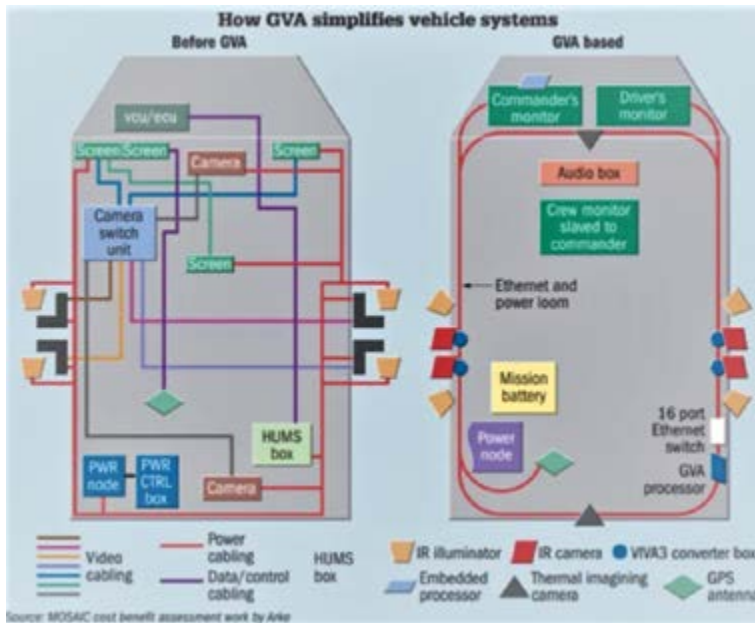 How GVA simplifies vehicle systems
Before GVA
GVA based
vcu/ecu
Screen
Screen
Camera
Screen
Camera
switch
unit
Screen
HUMS
box
PWR
node
PWR
CTRL
box
Camera
Commander's
monitor
Driver's
monitor
Audio box
Crew monitor
slaved to
commander
Ethernet and
power loom
Mission
battery
Power
node
16 port
Ethernet
switch
GVA
processor
Video
cabling
Power
cabling
Data/control
cabling
HUMS
box
IR illuminator
IR camera
VIVA3 converter box
Embedded
processor
Thermal imagining
camera
GPS
antenna
Source: MOSAIC cost benefit assessment work by Arke